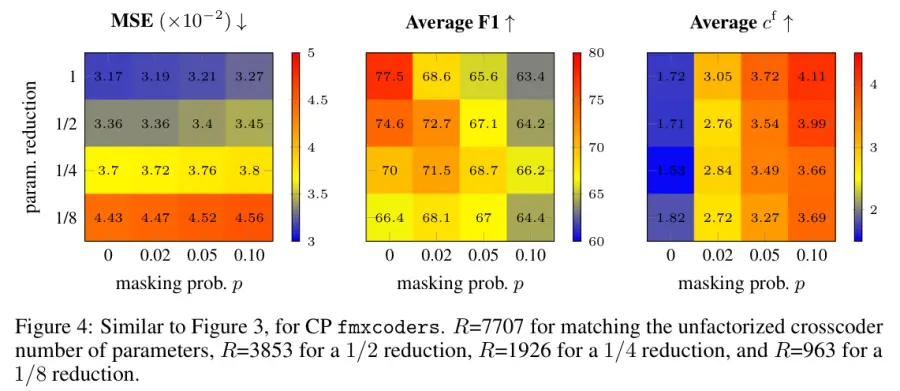 MSE (×10⁻²) ↓
Average F1 ↑
Average cᶠ ↑
param. reduction
1 3.17 3.19 3.21 3.27
1/2 3.36 3.36 3.4 3.45
1/4 3.7 3.72 3.76 3.8
1/8 4.43 4.47 4.52 4.56
0 0.02 0.05 0.10
masking prob. p
5
4.5
4
3.5
3
77.5 68.6 65.6 63.4
74.6 72.7 67.1 64.2
70 71.5 68.7 66.2
66.4 68.1 67 64.4
0 0.02 0.05 0.10
masking prob. p
80
75
70
65
60
1.72 3.05 3.72 4.11
1.71 2.76 3.54 3.99
1.53 2.84 3.49 3.66
1.82 2.72 3.27 3.69
0 0.02 0.05 0.10
masking prob. p
4
3
2
Figure 4: Similar to Figure 3, for CP fmxcoders. R=7707 for matching the unfactorized crosscoder
number of parameters, R=3853 for a 1/2 reduction, R=1926 for a 1/4 reduction, and R=963 for a
1/8 reduction.